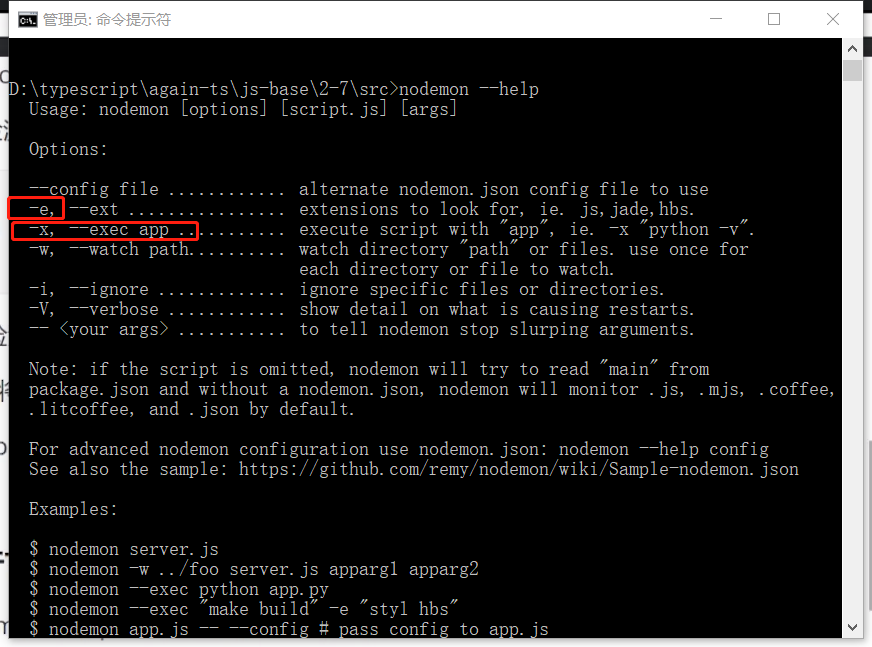 管理员: 命令提示符
D:\typescript\again-ts\js-base\2-7\src>nodemon --help
Usage: nodemon [options] [script.js] [args]
Options:
--config file ............ alternate nodemon.json config file to use
-e, --ext ................ extensions to look for, ie. js,jade,hbs.
-x, --exec app ........... execute script with "app", ie. -x "python -v".
-w, --watch path.......... watch directory "path" or files. use once for
each directory or file to watch.
-i, --ignore ............. ignore specific files or directories.
-V, --verbose ............ show detail on what is causing restarts.
-- <your args> ........... to tell nodemon stop slurping arguments.
Note: if the script is omitted, nodemon will try to read "main" from
package.json and without a nodemon.json, nodemon will monitor .js, .mjs, .coffee,
.litcoffee, and .json by default.
For advanced nodemon configuration use nodemon.json: nodemon --help config
See also the sample: https://github.com/remy/nodemon/wiki/Sample-nodemon.json
Examples:
$ nodemon server.js
$ nodemon -w ../foo server.js apparg1 apparg2
$ nodemon --exec python app.py
$ nodemon --exec "make build" -e "styl hbs"
$ nodemon app.js -- --config # pass config to app.js